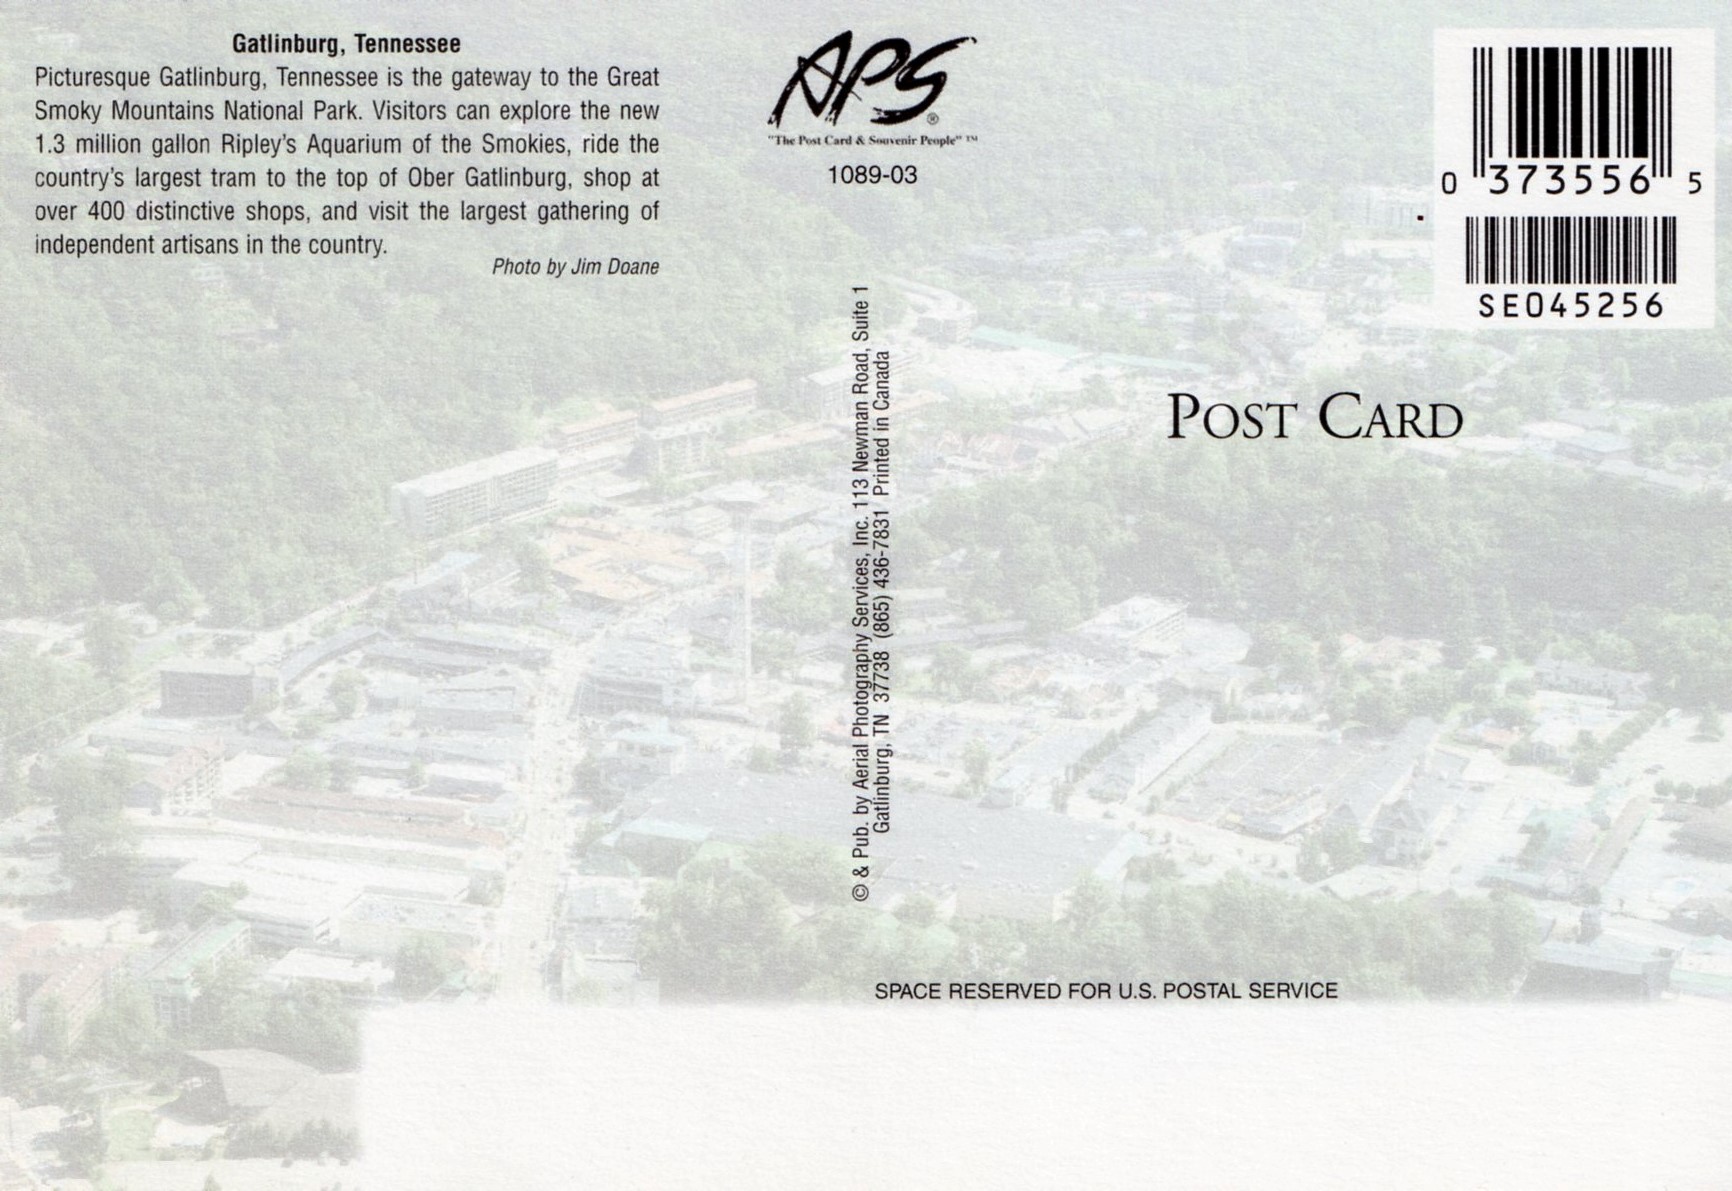 Gatlinburg, Tennessee
Picturesque Gatlinburg, Tennessee is the gateway to the Great
Smoky Mountains National Park. Visitors can explore the new
1.3 million gallon Ripley's Aquarium of the Smokies, ride the
country's largest tram to the top of Ober Gatlinburg, shop at
over 400 distinctive shops, and visit the largest gathering of
independent artisans in the country.
Photo by Jim Doane
APS®
"The Post Card & Souvenir People" ™
1089-03
0 373556 5
SE045256
© & Pub. by Aerial Photography Services, Inc. 113 Newman Road, Suite 1
Gatlinburg, TN 37738 (865) 436-7831 Printed in Canada
POST CARD
SPACE RESERVED FOR U.S. POSTAL SERVICE